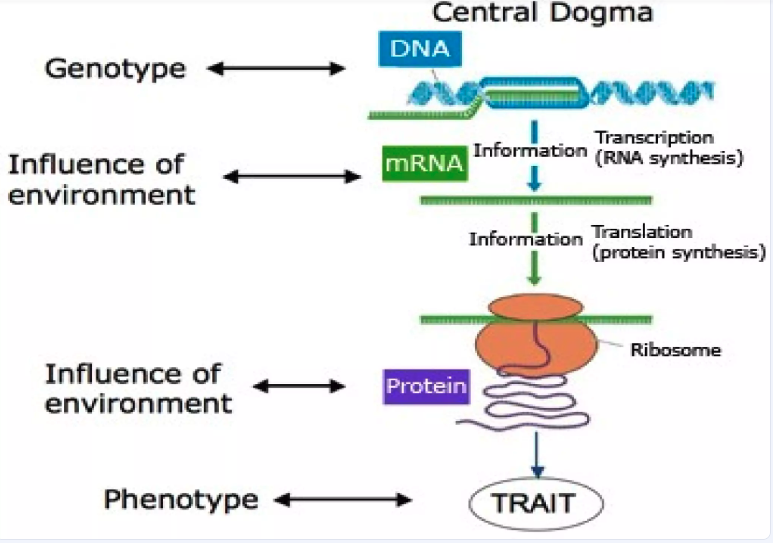 Central Dogma
DNA
Genotype
mRNA
Information
Transcription
(RNA synthesis)
Influence of
environment
Information
Translation
(protein synthesis)
Ribosome
Influence of
environment
Protein
Phenotype
TRAIT